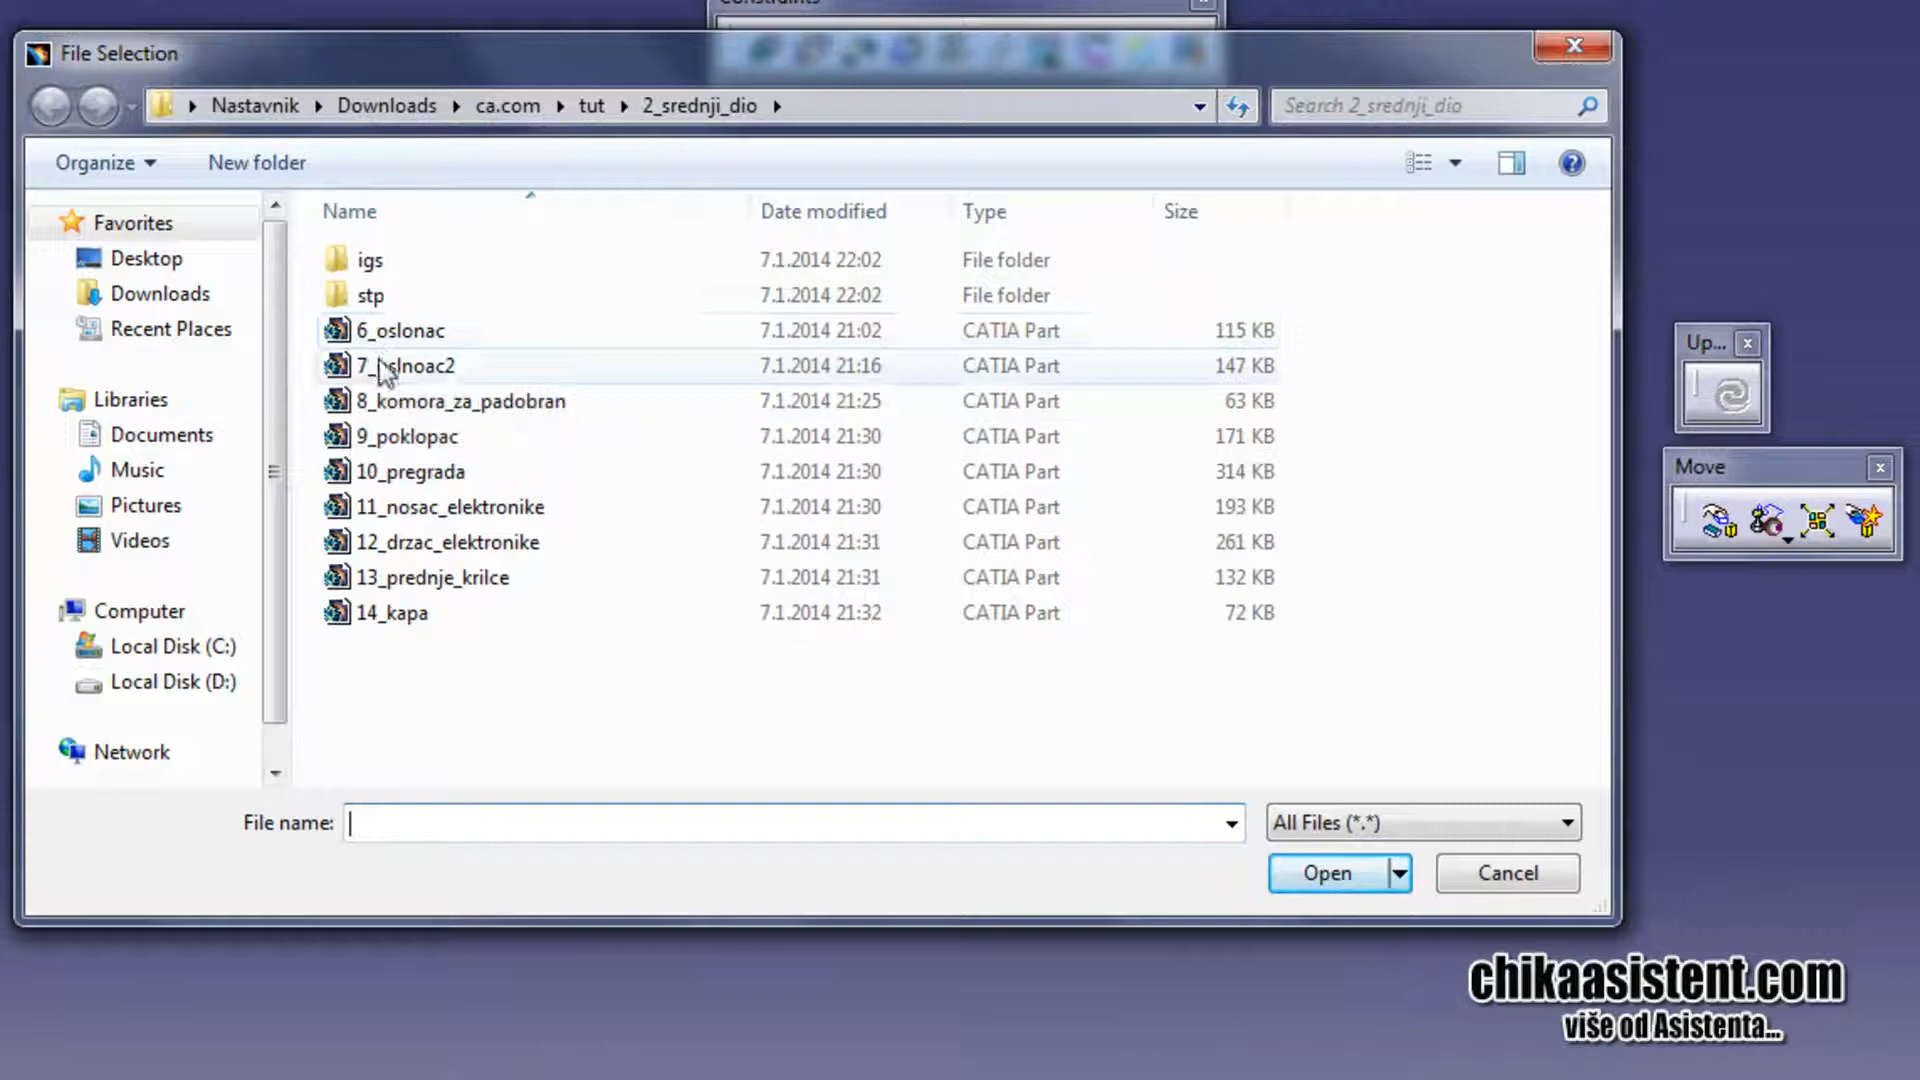 Constraints
File Selection
Nastavnik
Downloads
ca.com
tut
2_srednji_dio
Search 2_srednji_dio
Organize
New folder
Name
Date modified
Type
Size
Favorites
Desktop
Downloads
Recent Places
Libraries
Documents
Music
Pictures
Videos
Computer
Local Disk (C:)
Local Disk (D:)
Network
igs 7.1.2014 22:02 File folder
stp 7.1.2014 22:02 File folder
6_oslonac 7.1.2014 21:02 CATIA Part 115 KB
7.1.2014 21:16 CATIA Part 147 KB
8_komora_za_padobran 7.1.2014 21:25 CATIA Part 63 KB
9_poklopac 7.1.2014 21:30 CATIA Part 171 KB
10_pregrada 7.1.2014 21:30 CATIA Part 314 KB
11_nosac_elektronike 7.1.2014 21:30 CATIA Part 193 KB
12_drzac_elektronike 7.1.2014 21:31 CATIA Part 261 KB
13_prednje_krilce 7.1.2014 21:31 CATIA Part 132 KB
14_kapa 7.1.2014 21:32 CATIA Part 72 KB
File name:
All Files (*.*)
Open
Cancel
Up...
Move
chikaasistent.com
više od Asistenta...